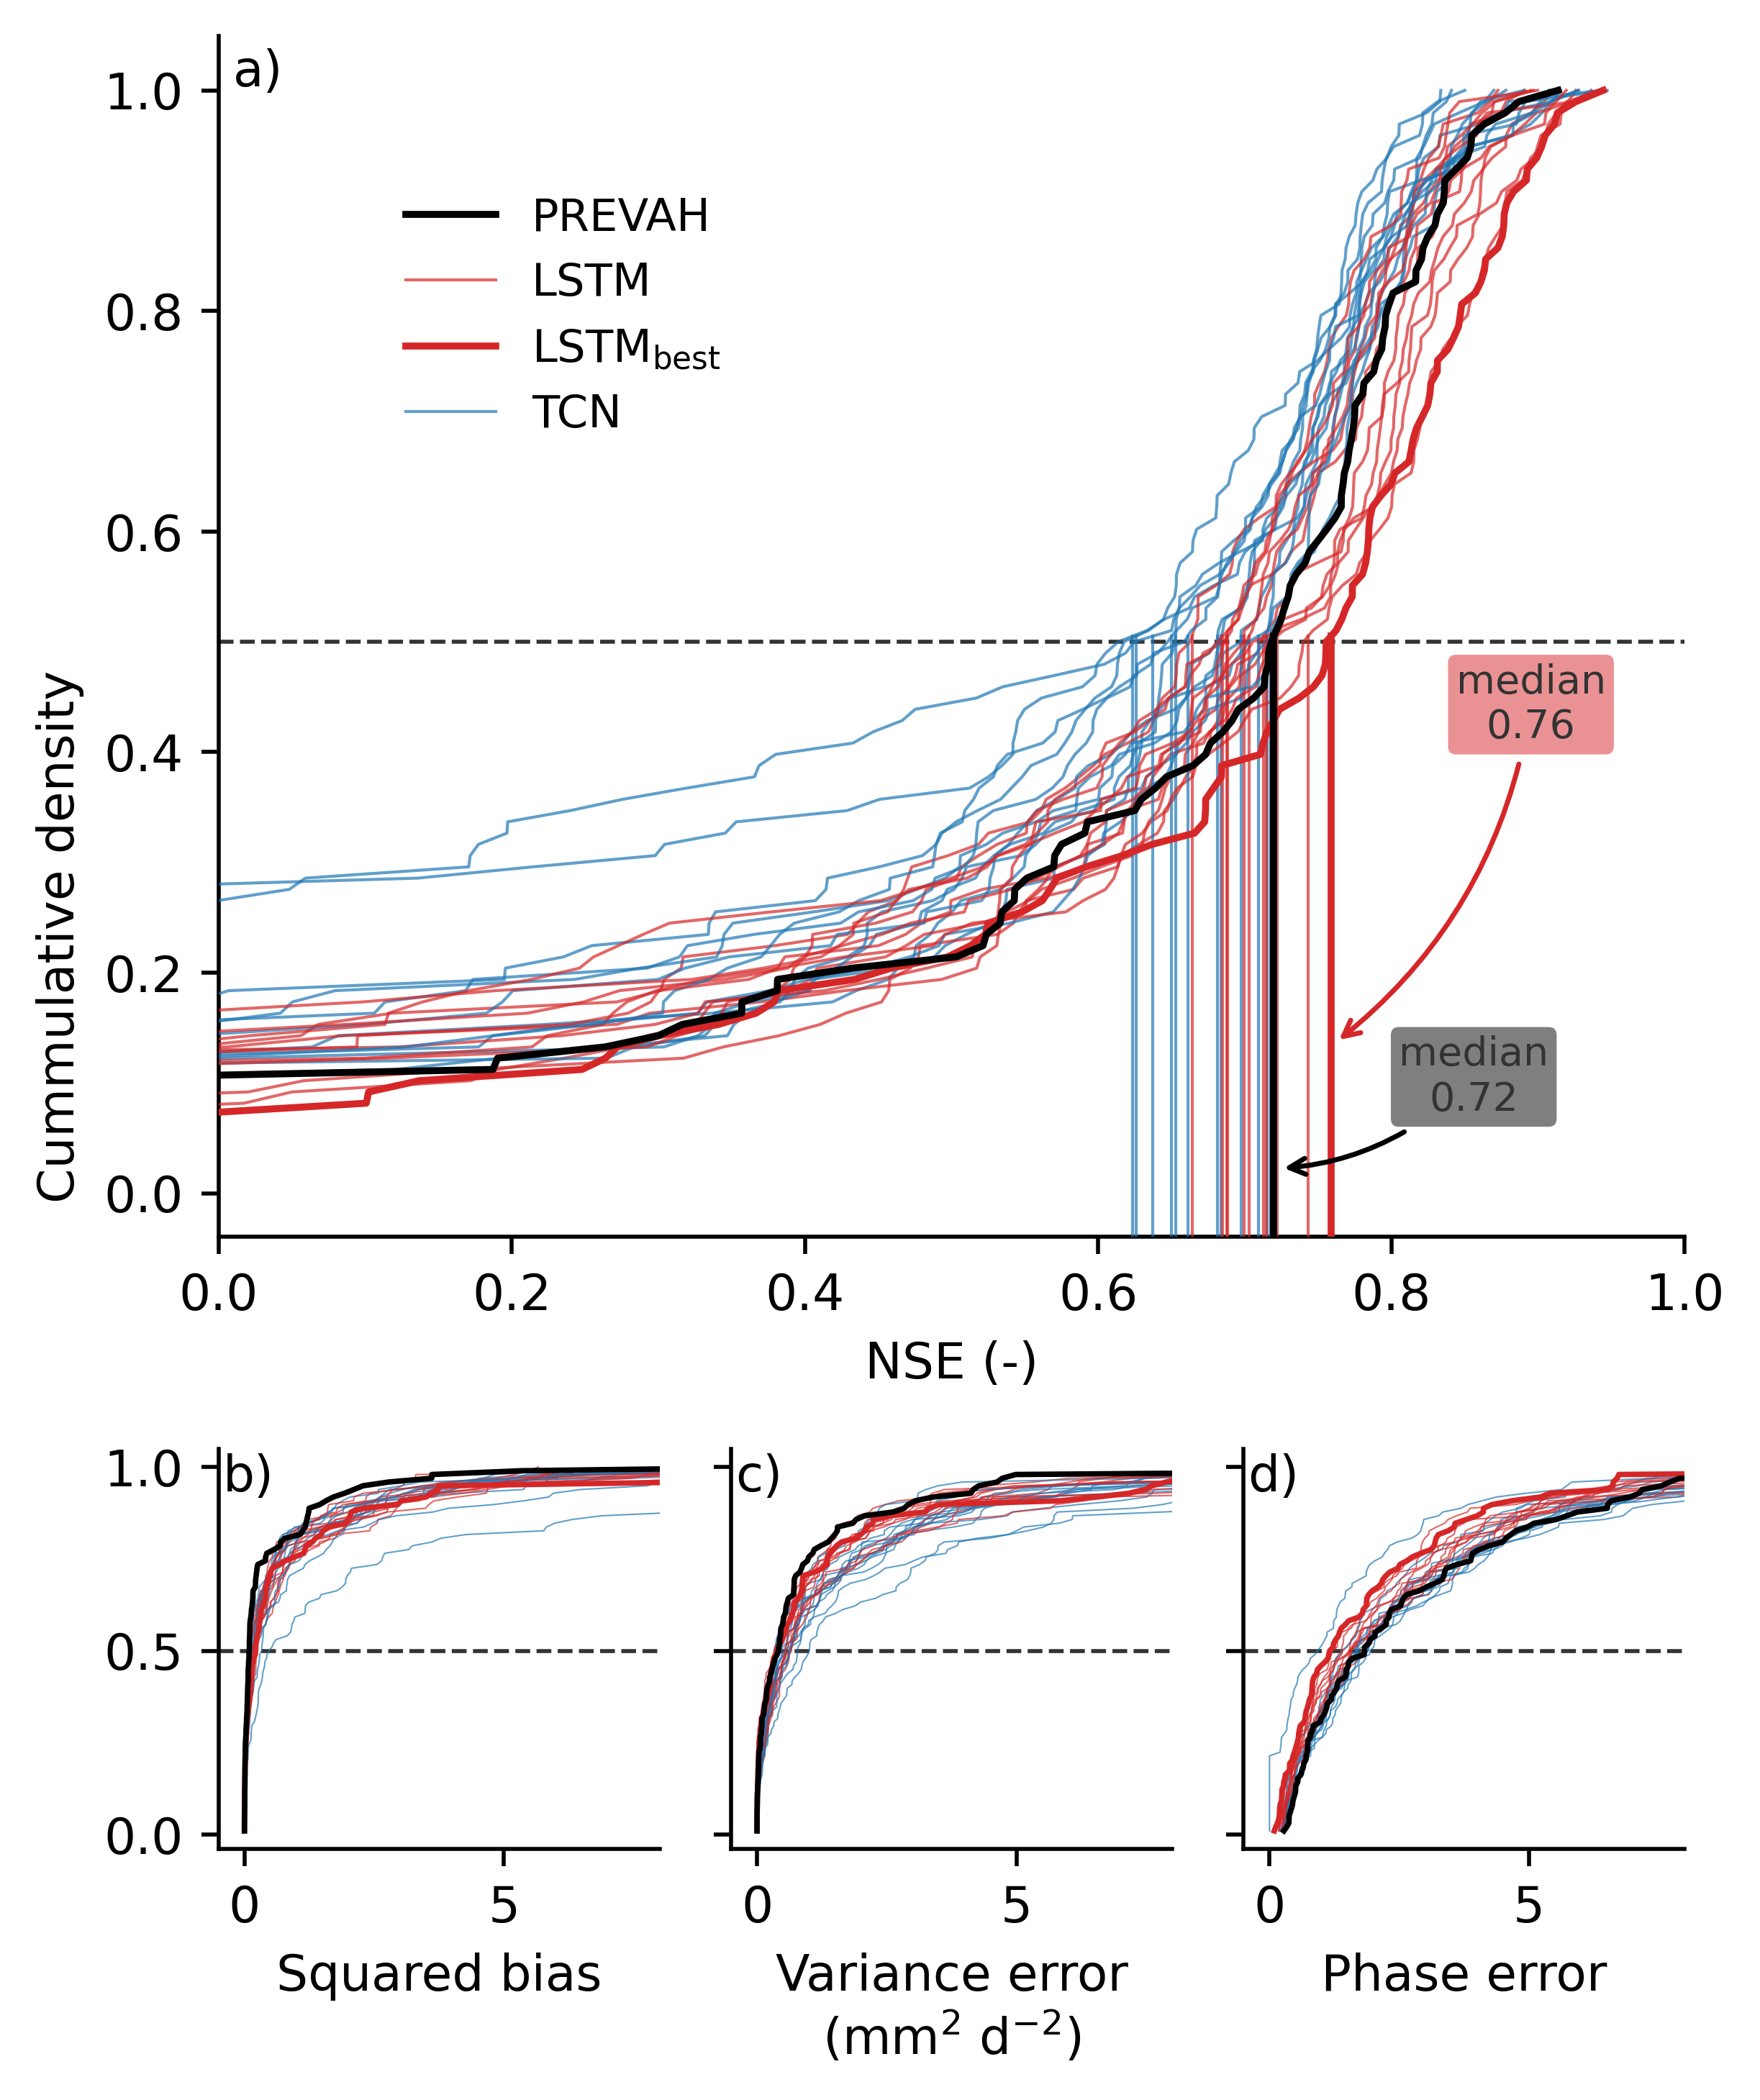 a)
1.0
0.8
0.6
0.4
0.2
0.0
Cummulative density
PREVAH
LSTM
LSTM_best
TCN
median
0.76
median
0.72
0.0 0.2 0.4 0.6 0.8 1.0
NSE (-)
b) c) d)
1.0
0.5
0.0
0 5 0 5 0 5
Squared bias Variance error Phase error
(mm² d⁻²)